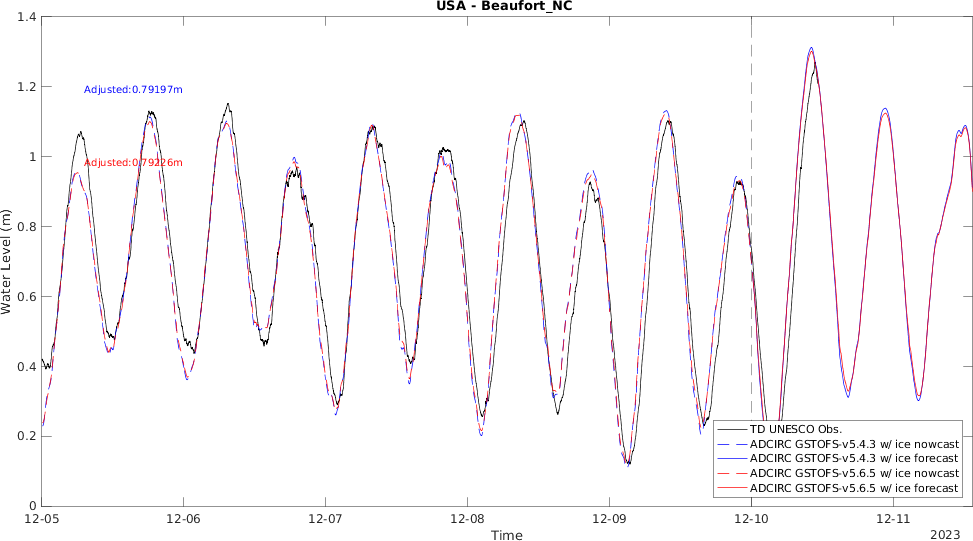 USA - Beaufort_NC
1.4
1.2
1
0.8
0.6
0.4
0.2
0
Water Level (m)
Adjusted:0.79197m
Adjusted:0.79226m
TD UNESCO Obs.
ADCIRC GSTOFS-v5.4.3 w/ ice nowcast
ADCIRC GSTOFS-v5.4.3 w/ ice forecast
ADCIRC GSTOFS-v5.6.5 w/ ice nowcast
ADCIRC GSTOFS-v5.6.5 w/ ice forecast
12-05 12-06 12-07 12-08 12-09 12-10 12-11
Time
2023